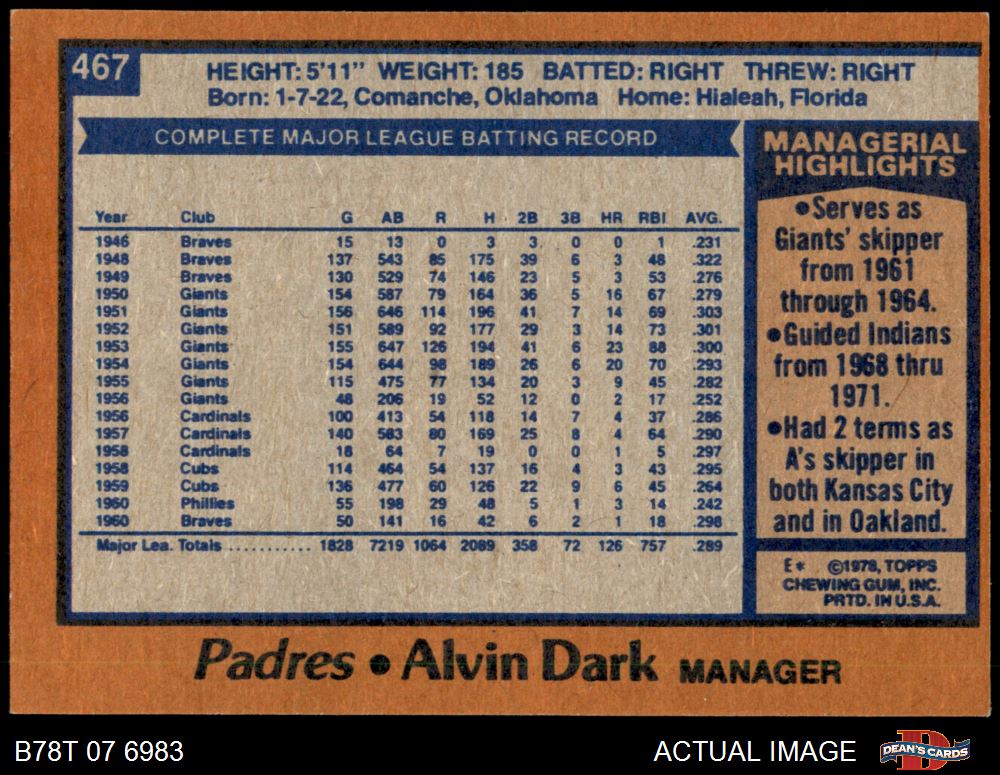 467
HEIGHT: 5'11" WEIGHT: 185 BATTED: RIGHT THREW: RIGHT
Born: 1-7-22, Comanche, Oklahoma Home: Hialeah, Florida
COMPLETE MAJOR LEAGUE BATTING RECORD
Year Club G AB R H 2B 3B HR RBI AVG.
1946 Braves 15 13 0 3 3 0 0 1 .231
1948 Braves 137 543 85 175 39 6 3 48 .322
1949 Braves 130 529 74 146 23 5 3 53 .276
1950 Giants 154 587 79 164 36 5 16 67 .279
1951 Giants 156 646 114 196 41 7 14 69 .303
1952 Giants 151 589 92 177 29 3 14 73 .301
1953 Giants 155 647 126 194 41 6 23 88 .300
1954 Giants 154 644 98 189 26 6 20 70 .293
1955 Giants 115 475 77 134 20 3 9 45 .282
1956 Giants 48 206 19 52 12 0 2 17 .252
1956 Cardinals 100 413 54 118 14 7 4 37 .286
1957 Cardinals 140 583 80 169 25 8 4 64 .290
1958 Cardinals 18 64 7 19 0 0 1 5 .297
1958 Cubs 114 464 54 137 16 4 3 43 .295
1959 Cubs 136 477 60 126 22 9 6 45 .264
1960 Phillies 55 198 29 48 5 1 3 14 .242
1960 Braves 50 141 16 42 6 2 1 18 .298
Major Lea. Totals ........... 1828 7219 1064 2089 358 72 126 757 .289
MANAGERIAL
HIGHLIGHTS
•Serves as
Giants' skipper
from 1961
through 1964.
•Guided Indians
from 1968 thru
1971.
•Had 2 terms as
A's skipper in
both Kansas City
and in Oakland.
E* ©1978, TOPPS
CHEWING GUM, INC.
PRTD. IN U.S.A.
Padres • Alvin Dark MANAGER
B78T 07 6983
ACTUAL IMAGE
DEAN'S CARDS